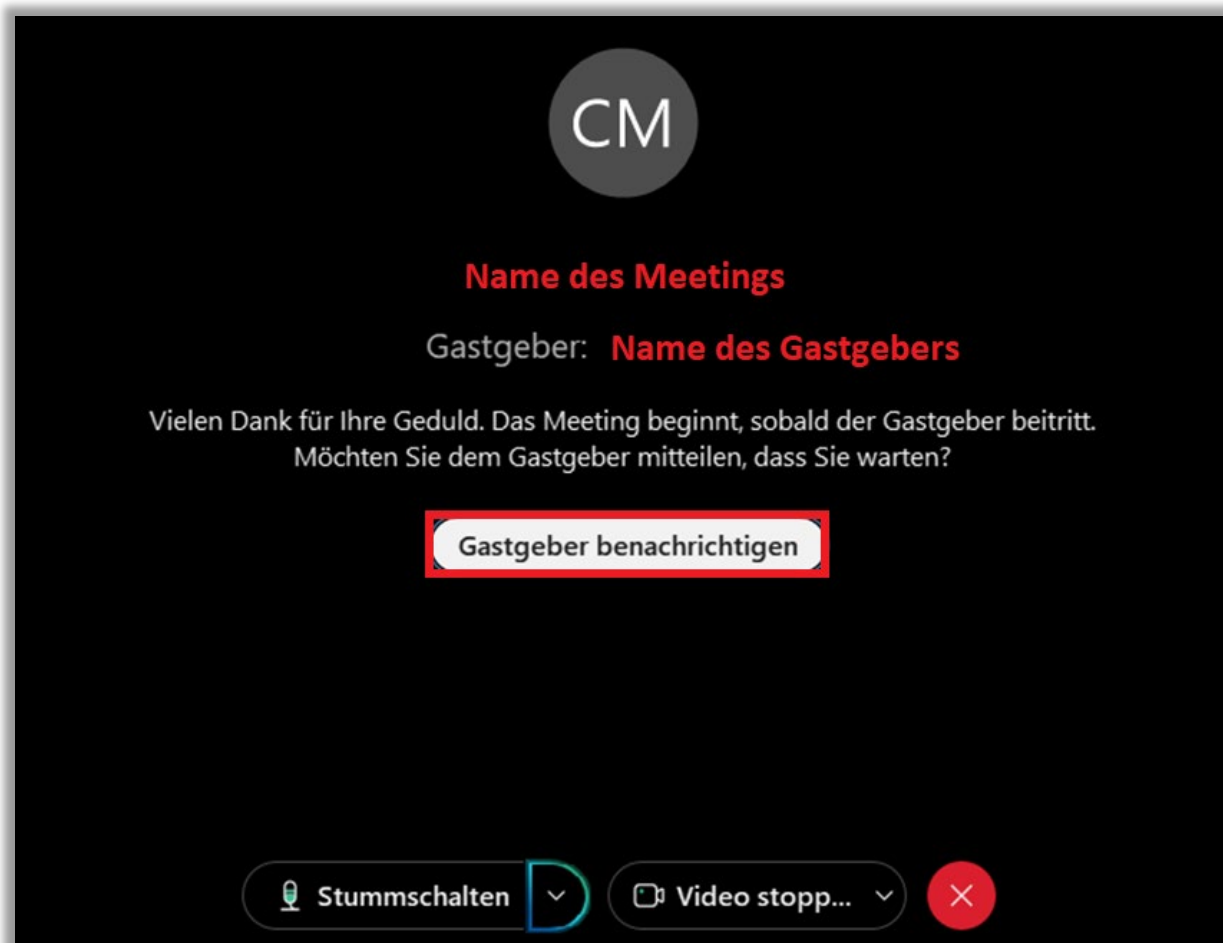 CM
Name des Meetings
Gastgeber: Name des Gastgebers
Vielen Dank für Ihre Geduld. Das Meeting beginnt, sobald der Gastgeber beitritt.
Möchten Sie dem Gastgeber mitteilen, dass Sie warten?
Gastgeber benachrichtigen
Stummschalten Video stopp...